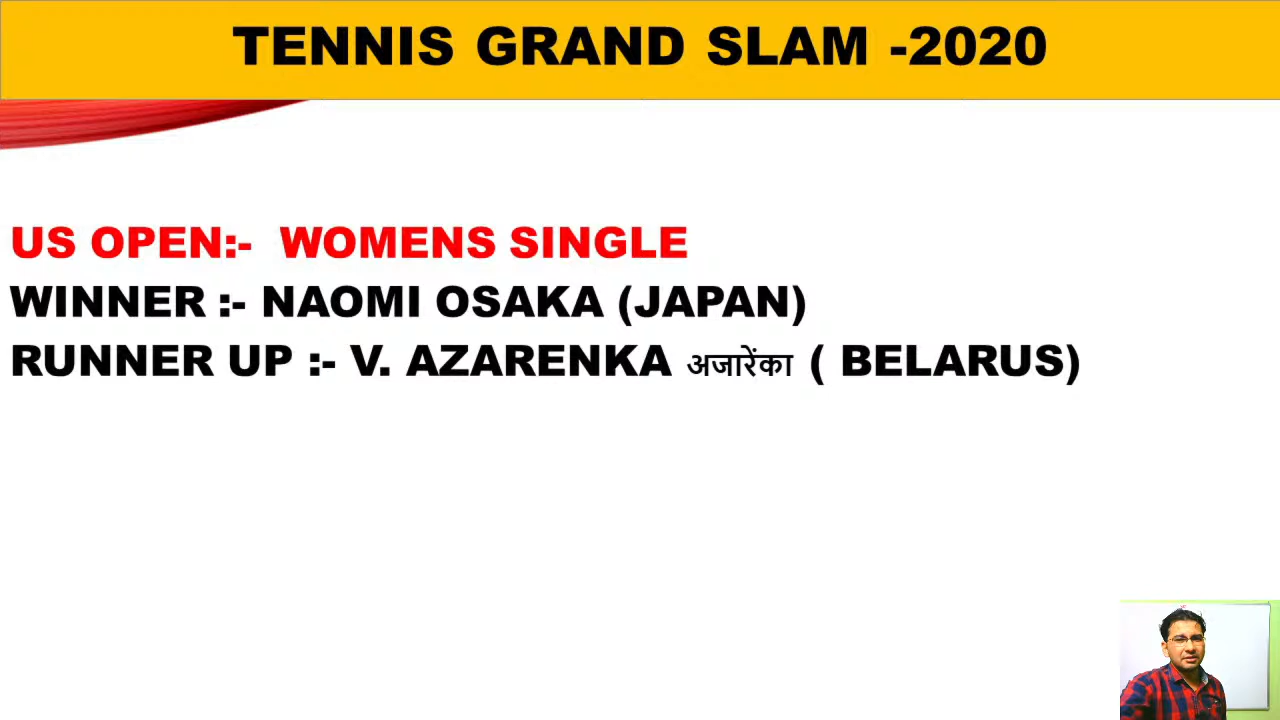 TENNIS GRAND SLAM -2020
US OPEN:- WOMENS SINGLE
WINNER :- NAOMI OSAKA (JAPAN)
RUNNER UP :- V. AZARENKA अजारेंका ( BELARUS)